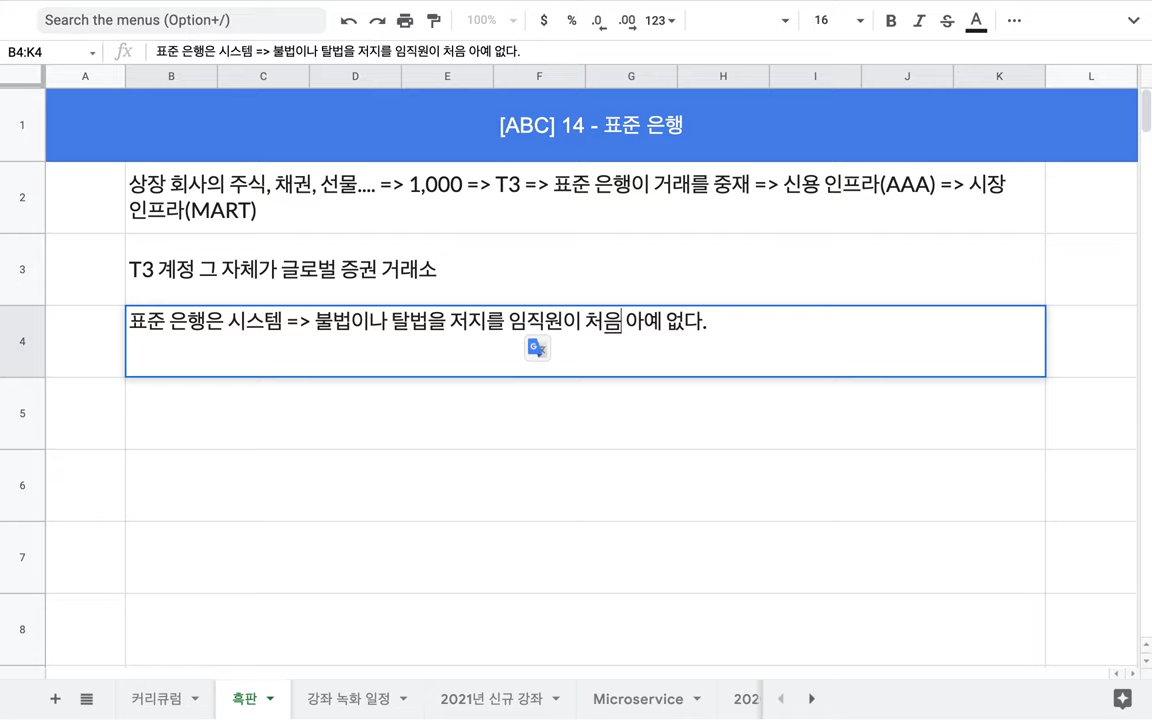 Search the menus (Option+/)
100%
$ % .0 .00 123
16
B I S A
B4:K4
fx
표준 은행은 시스템 => 불법이나 탈법을 저지를 임직원이 처음 아예 없다.
A B C D E F G H I J K L
1
[ABC] 14 - 표준 은행
2
상장 회사의 주식, 채권, 선물.... => 1,000 => T3 => 표준 은행이 거래를 중재 => 신용 인프라(AAA) => 시장
인프라(MART)
3
T3 계정 그 자체가 글로벌 증권 거래소
4
표준 은행은 시스템 => 불법이나 탈법을 저지를 임직원이 처음 아예 없다.
G
5
6
7
8
커리큘럼 흑판 강좌 녹화 일정 2021년 신규 강좌 Microservice 202